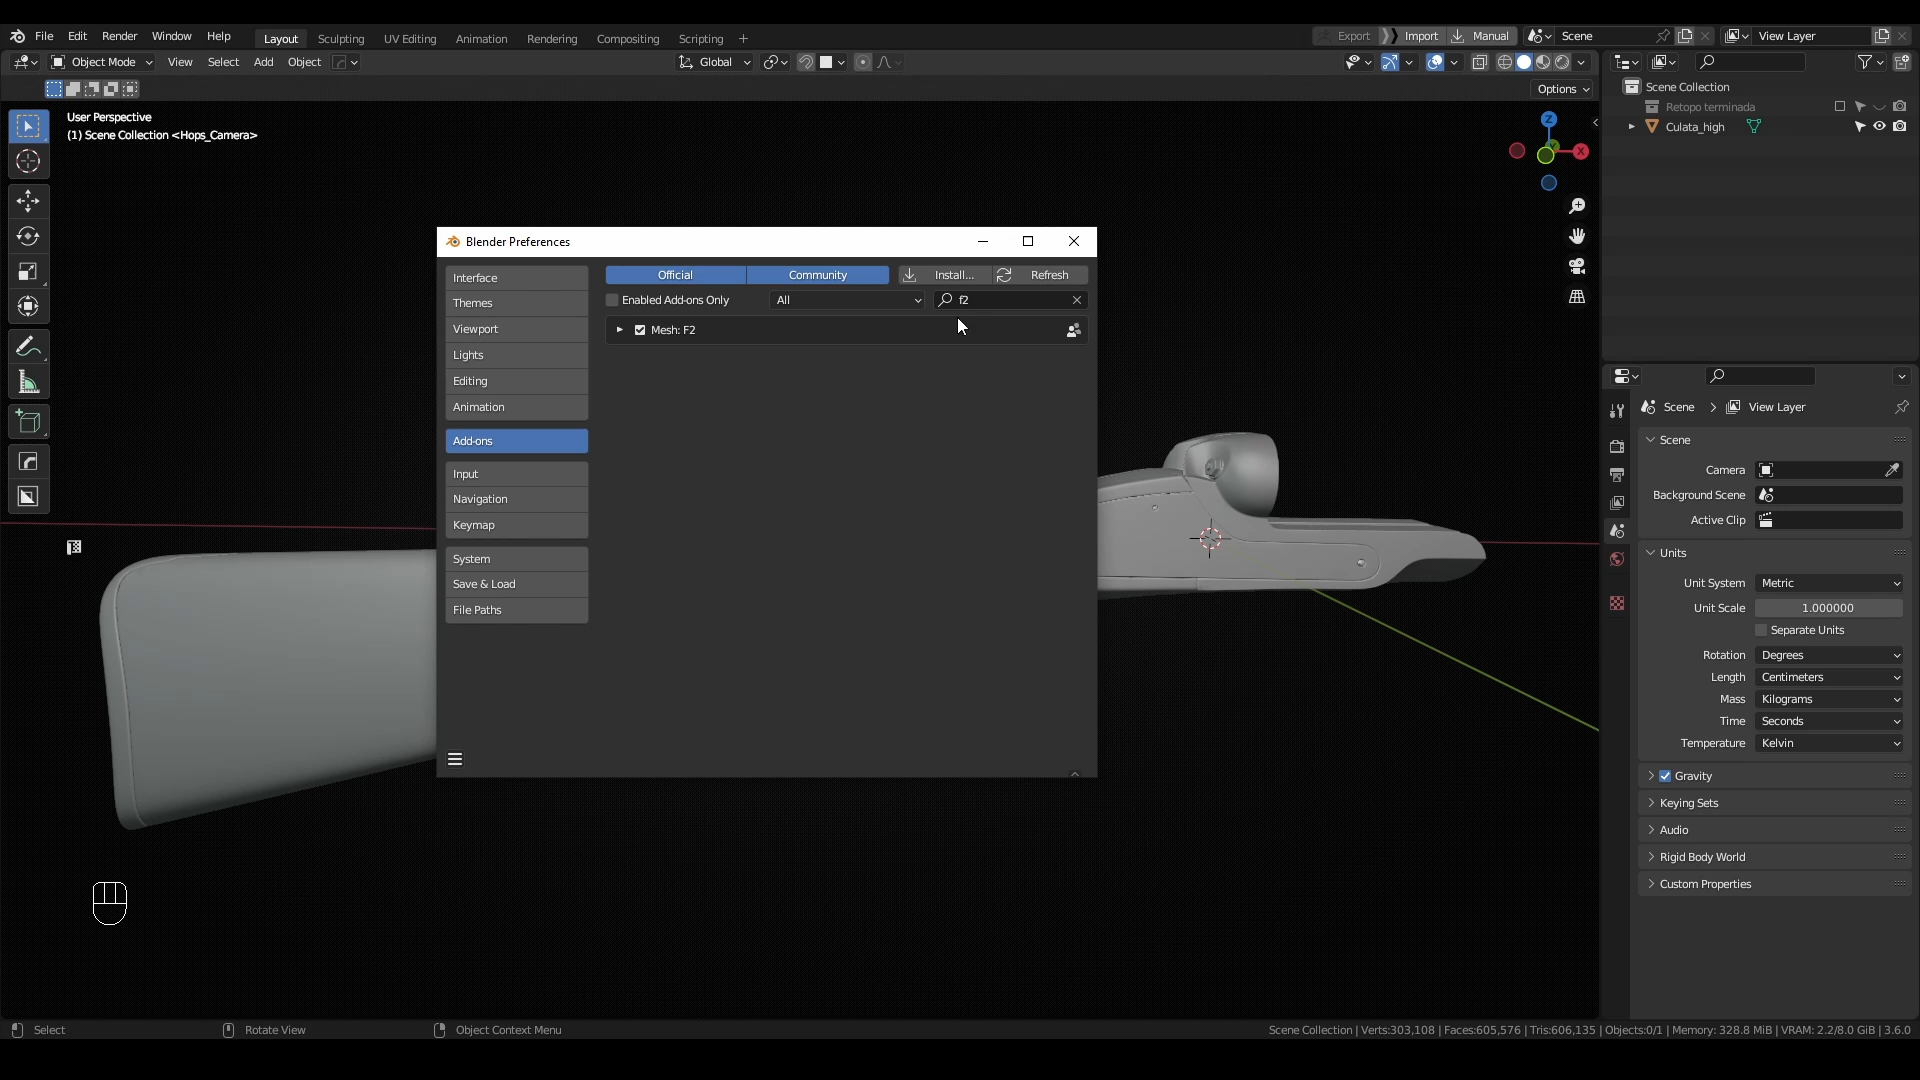 File Edit Render Window Help Layout Sculpting UV Editing Animation Rendering Compositing Scripting + Export Import Manual Scene View Layer
Object Mode View Select Add Object Global
Options
User Perspective
(1) Scene Collection <Hops_Camera>
Z
X
Scene Collection
Retopo terminada
Culata_high
Blender Preferences
Interface
Themes
Viewport
Lights
Editing
Animation
Add-ons
Input
Navigation
Keymap
System
Save & Load
File Paths
Official Community Install... Refresh
Enabled Add-ons Only All f2
Mesh: F2
Scene View Layer
Scene
Camera
Background Scene
Active Clip
Units
Unit System Metric
Unit Scale 1.000000
Separate Units
Rotation Degrees
Length Centimeters
Mass Kilograms
Time Seconds
Temperature Kelvin
Gravity
Keying Sets
Audio
Rigid Body World
Custom Properties
Select Rotate View Object Context Menu Scene Collection | Verts:303,108 | Faces:605,576 | Tris:606,135 | Objects:0/1 | Memory: 328.8 MiB | VRAM: 2.2/8.0 GiB | 3.6.0